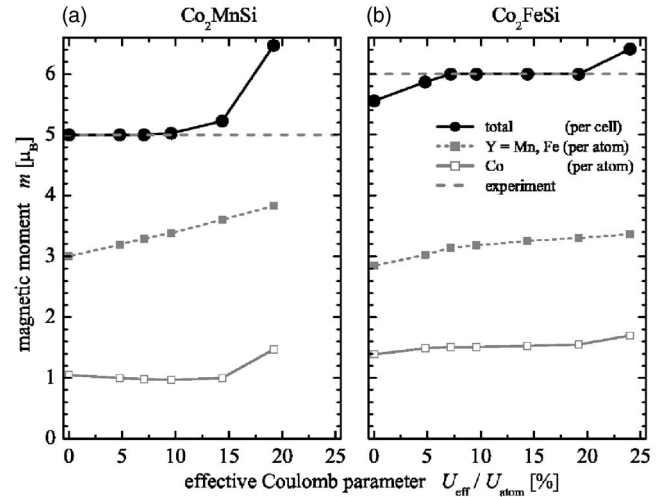 (a) Co2MnSi
(b) Co2FeSi
magnetic moment m [μB]
6
5
4
3
2
1
0
total (per cell)
Y = Mn, Fe (per atom)
Co (per atom)
experiment
0 5 10 15 20 25
0 5 10 15 20 25
effective Coulomb parameter Ueff / Uatom [%]